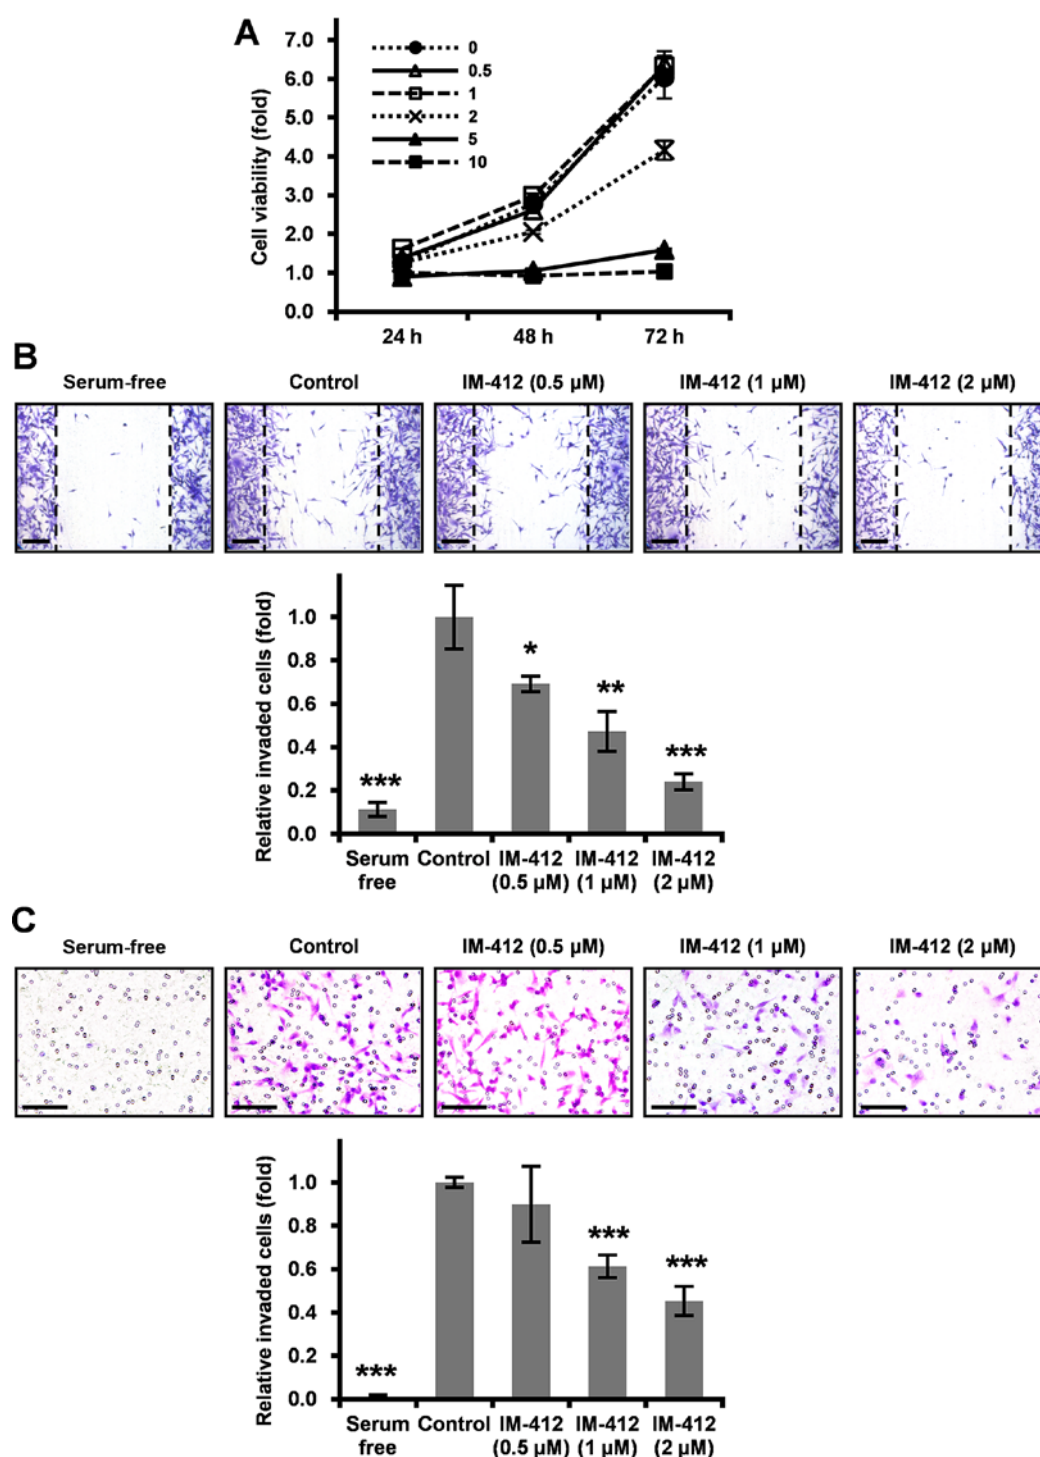 A
Cell viability (fold)
7.0
6.0
5.0
4.0
3.0
2.0
1.0
0.0
0
0.5
1
2
5
10
24 h 48 h 72 h
B
Serum-free Control IM-412 (0.5 µM) IM-412 (1 µM) IM-412 (2 µM)
Relative invaded cells (fold)
1.0
0.8
0.6
0.4
0.2
0.0
*** * ** ***
Serum Control IM-412 IM-412 IM-412
free (0.5 µM) (1 µM) (2 µM)
C
Serum-free Control IM-412 (0.5 µM) IM-412 (1 µM) IM-412 (2 µM)
Relative invaded cells (fold)
1.0
0.8
0.6
0.4
0.2
0.0
*** *** ***
Serum Control IM-412 IM-412 IM-412
free (0.5 µM) (1 µM) (2 µM)